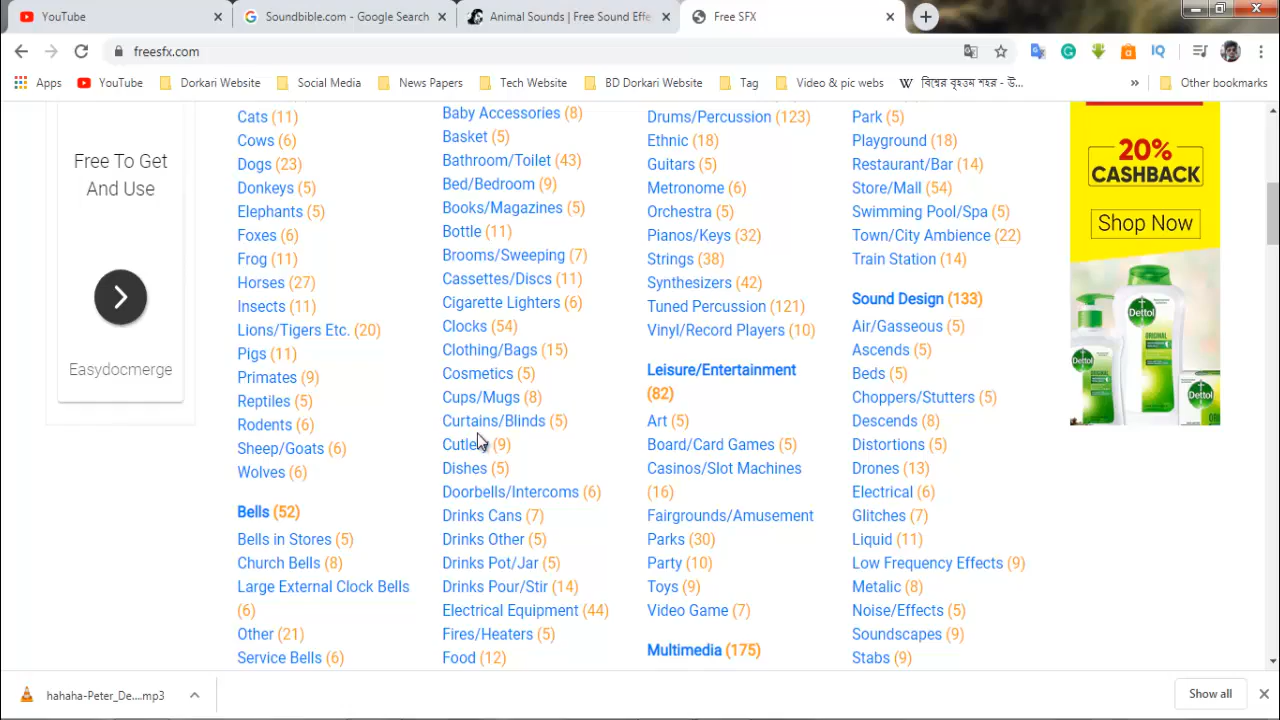 YouTube
Soundbible.com - Google Search
Animal Sounds | Free Sound Effe
Free SFX
freesfx.com
Apps
YouTube
Dorkari Website
Social Media
News Papers
Tech Website
BD Dorkari Website
Tag
Video & pic webs
বিশ্বের বৃহত্তম শহর - উ...
Other bookmarks
Free To Get
And Use
Easydocmerge
Cats (11)
Cows (6)
Dogs (23)
Donkeys (5)
Elephants (5)
Foxes (6)
Frog (11)
Horses (27)
Insects (11)
Lions/Tigers Etc. (20)
Pigs (11)
Primates (9)
Reptiles (5)
Rodents (6)
Sheep/Goats (6)
Wolves (6)
Bells (52)
Bells in Stores (5)
Church Bells (8)
Large External Clock Bells
(6)
Other (21)
Service Bells (6)
Baby Accessories (8)
Basket (5)
Bathroom/Toilet (43)
Bed/Bedroom (9)
Books/Magazines (5)
Bottle (11)
Brooms/Sweeping (7)
Cassettes/Discs (11)
Cigarette Lighters (6)
Clocks (54)
Clothing/Bags (15)
Cosmetics (5)
Cups/Mugs (8)
Curtains/Blinds (5)
Cutlery (9)
Dishes (5)
Doorbells/Intercoms (6)
Drinks Cans (7)
Drinks Other (5)
Drinks Pot/Jar (5)
Drinks Pour/Stir (14)
Electrical Equipment (44)
Fires/Heaters (5)
Food (12)
Drums/Percussion (123)
Ethnic (18)
Guitars (5)
Metronome (6)
Orchestra (5)
Pianos/Keys (32)
Strings (38)
Synthesizers (42)
Tuned Percussion (121)
Vinyl/Record Players (10)
Leisure/Entertainment
(82)
Art (5)
Board/Card Games (5)
Casinos/Slot Machines
(16)
Fairgrounds/Amusement
Parks (30)
Party (10)
Toys (9)
Video Game (7)
Multimedia (175)
Park (5)
Playground (18)
Restaurant/Bar (14)
Store/Mall (54)
Swimming Pool/Spa (5)
Town/City Ambience (22)
Train Station (14)
Sound Design (133)
Air/Gasseous (5)
Ascends (5)
Beds (5)
Choppers/Stutters (5)
Descends (8)
Distortions (5)
Drones (13)
Electrical (6)
Glitches (7)
Liquid (11)
Low Frequency Effects (9)
Metalic (8)
Noise/Effects (5)
Soundscapes (9)
Stabs (9)
20%
CASHBACK
Shop Now
Dettol
ORIGINAL
Dettol
Dettol
hahaha-Peter_De....mp3
Show all